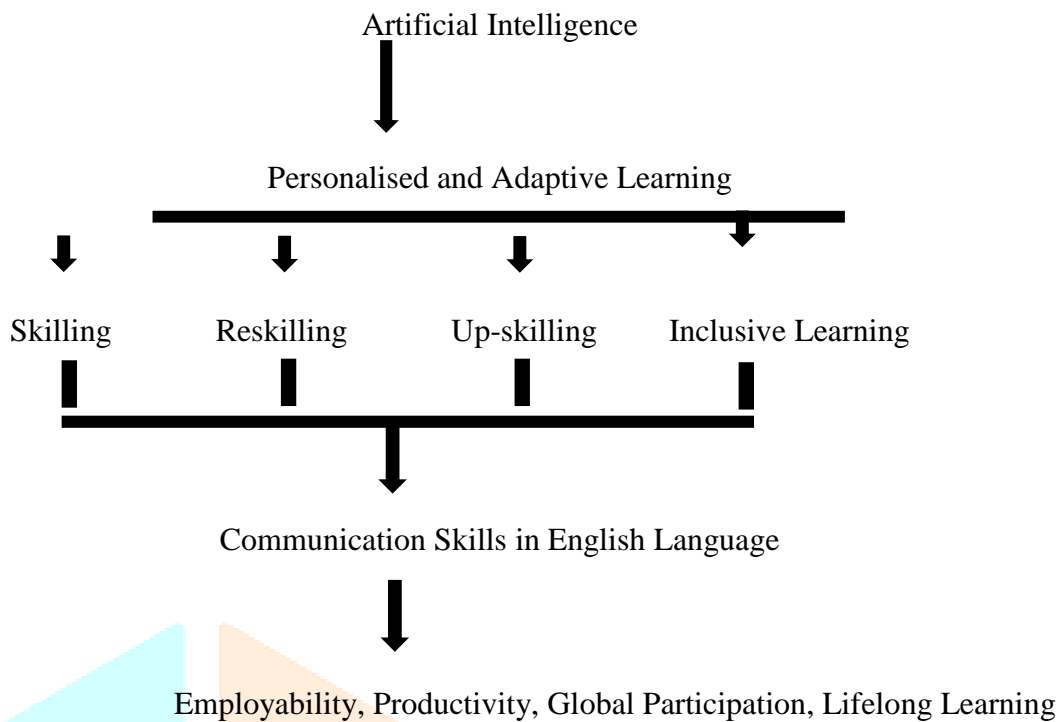 Artificial Intelligence
Personalised and Adaptive Learning
Skilling Reskilling Up-skilling Inclusive Learning
Communication Skills in English Language
Employability, Productivity, Global Participation, Lifelong Learning